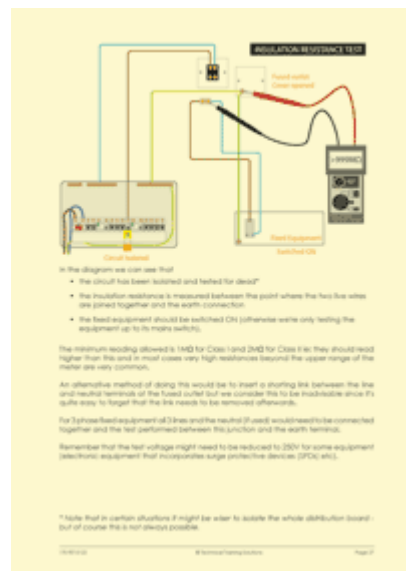 INSULATION RESISTANCE TEST
Fused outlet
cover opened
>999MΩ
Fixed Equipment
Switched ON
Circuit isolated
In the diagram we can see that
• the circuit has been isolated and tested for dead*
• the insulation resistance is measured between the point where the two live wires
are joined together and the earth connection.
• the fixed equipment should be switched ON (otherwise we're only testing the
equipment up to its mains switch).
The minimum reading allowed is 1MΩ for Class I and 2MΩ for Class II etc; they should read
higher than this and in most cases very high resistances beyond the upper range of the
meter are very common.
An alternative method of doing this would be to insert a shorting link between the line
and neutral terminals at the fused outlet but we consider this to be inadvisable since it's
quite easy to forget that the link needs to be removed afterwards.
For 3 phase fixed equipment all 3 lines and the neutral (if used) would need to be connected
together and the test performed between this junction and the earth terminals.
Remember that the test voltage might need to be reduced to 250V for some equipment
(electronic equipment that incorporates surge protective devices (SPDs) etc).
* Note that in certain situations it might be wiser to isolate the whole distribution board -
but of course this is not always possible.
© Technical Training Solutions
Page 27